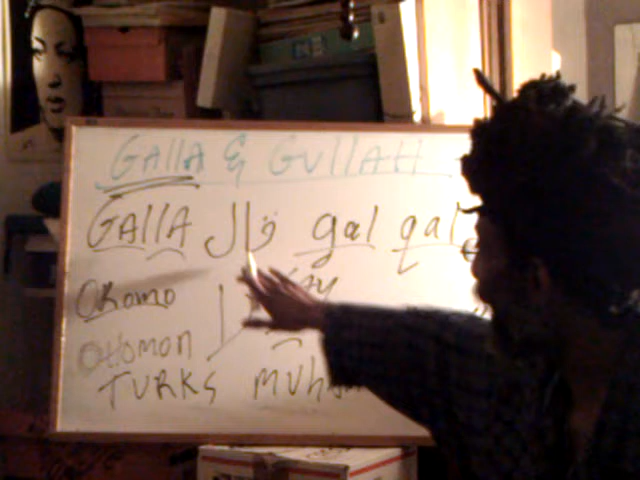 Galla & Gullah
Galla قال gal qal
Oromo
Ottomon
Turks